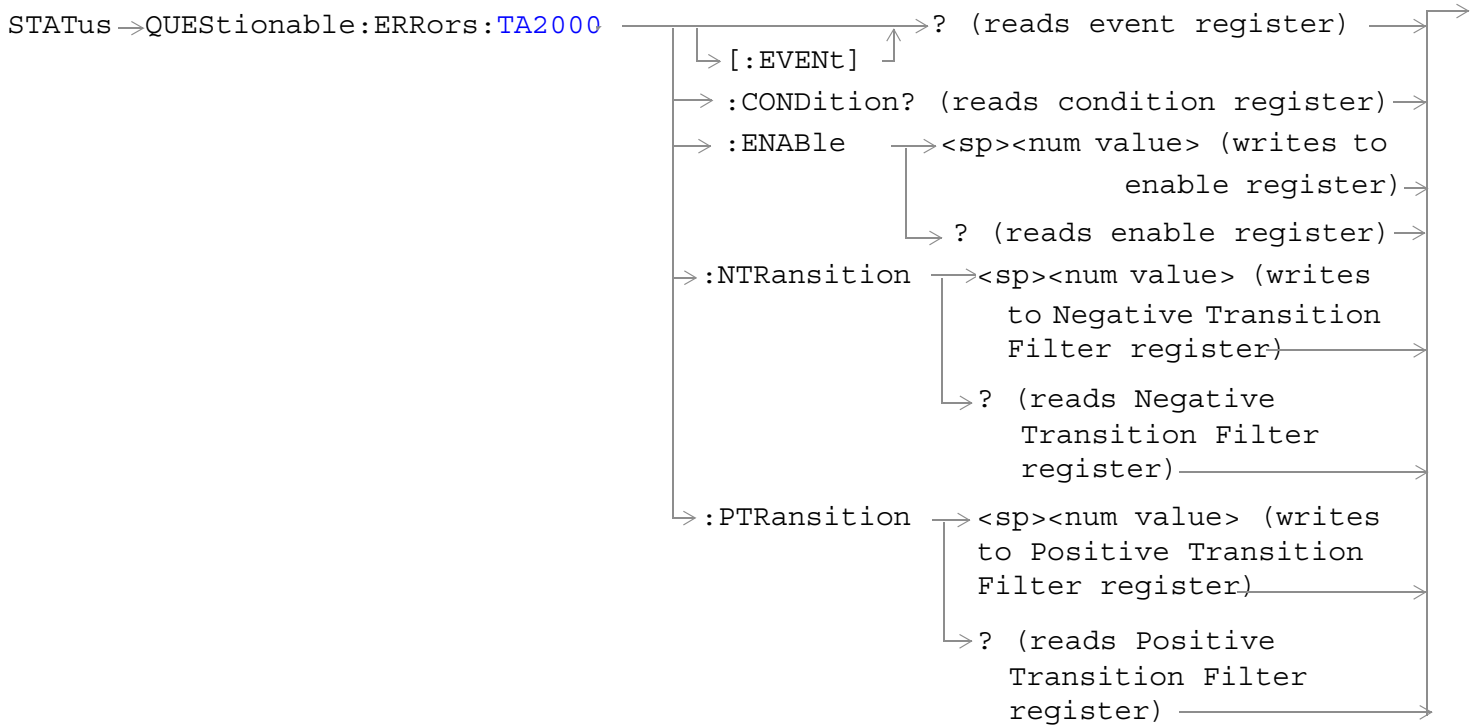 STATus QUEStionable:ERRors:TA2000 ? (reads event register)
[:EVENt]
:CONDition? (reads condition register)
:ENABle <sp><num value> (writes to
enable register)
? (reads enable register)
:NTRansition <sp><num value> (writes
to Negative Transition
Filter register)
? (reads Negative
Transition Filter
register)
:PTRansition <sp><num value> (writes
to Positive Transition
Filter register)
? (reads Positive
Transition Filter
register)